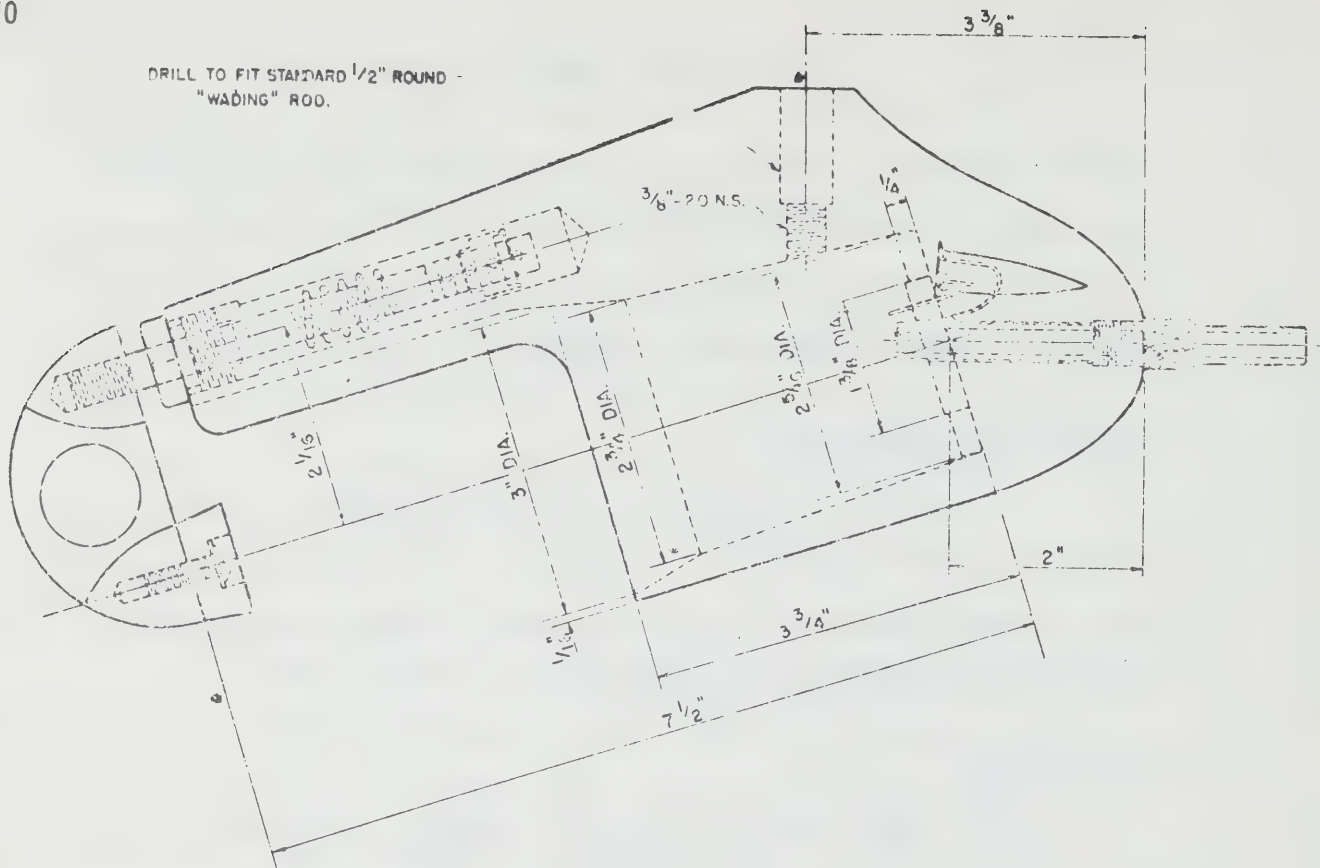 DRILL TO FIT STANDARD 1/2" ROUND -
"WADING" ROD.
3 3/8"
3/8"-20 N.S.
1/4"
2 1/16"
3" DIA.
2 3/4" DIA
2 5/16" DIA
1 3/8" DIA
2"
1/16"
3 3/4"
7 1/2"